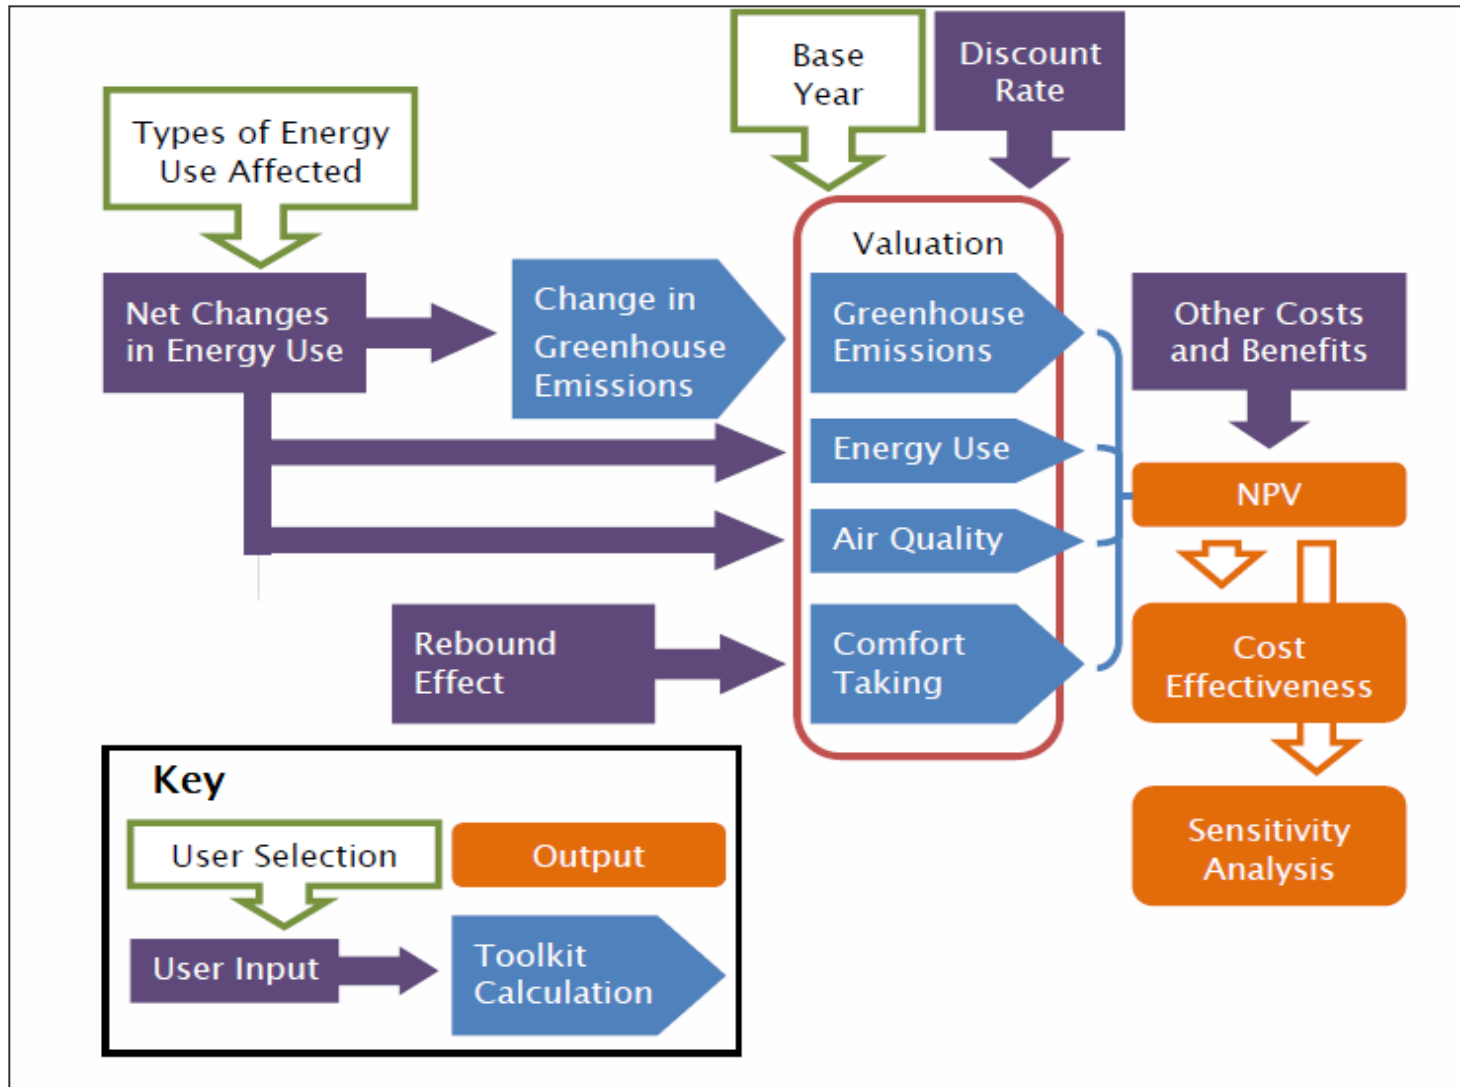 Base
Year
Discount
Rate
Types of Energy
Use Affected
Valuation
Net Changes
in Energy Use
Change in
Greenhouse
Emissions
Greenhouse
Emissions
Other Costs
and Benefits
Energy Use
NPV
Air Quality
Rebound
Effect
Comfort
Taking
Cost
Effectiveness
Sensitivity
Analysis
Key
User Selection
Output
User Input
Toolkit
Calculation